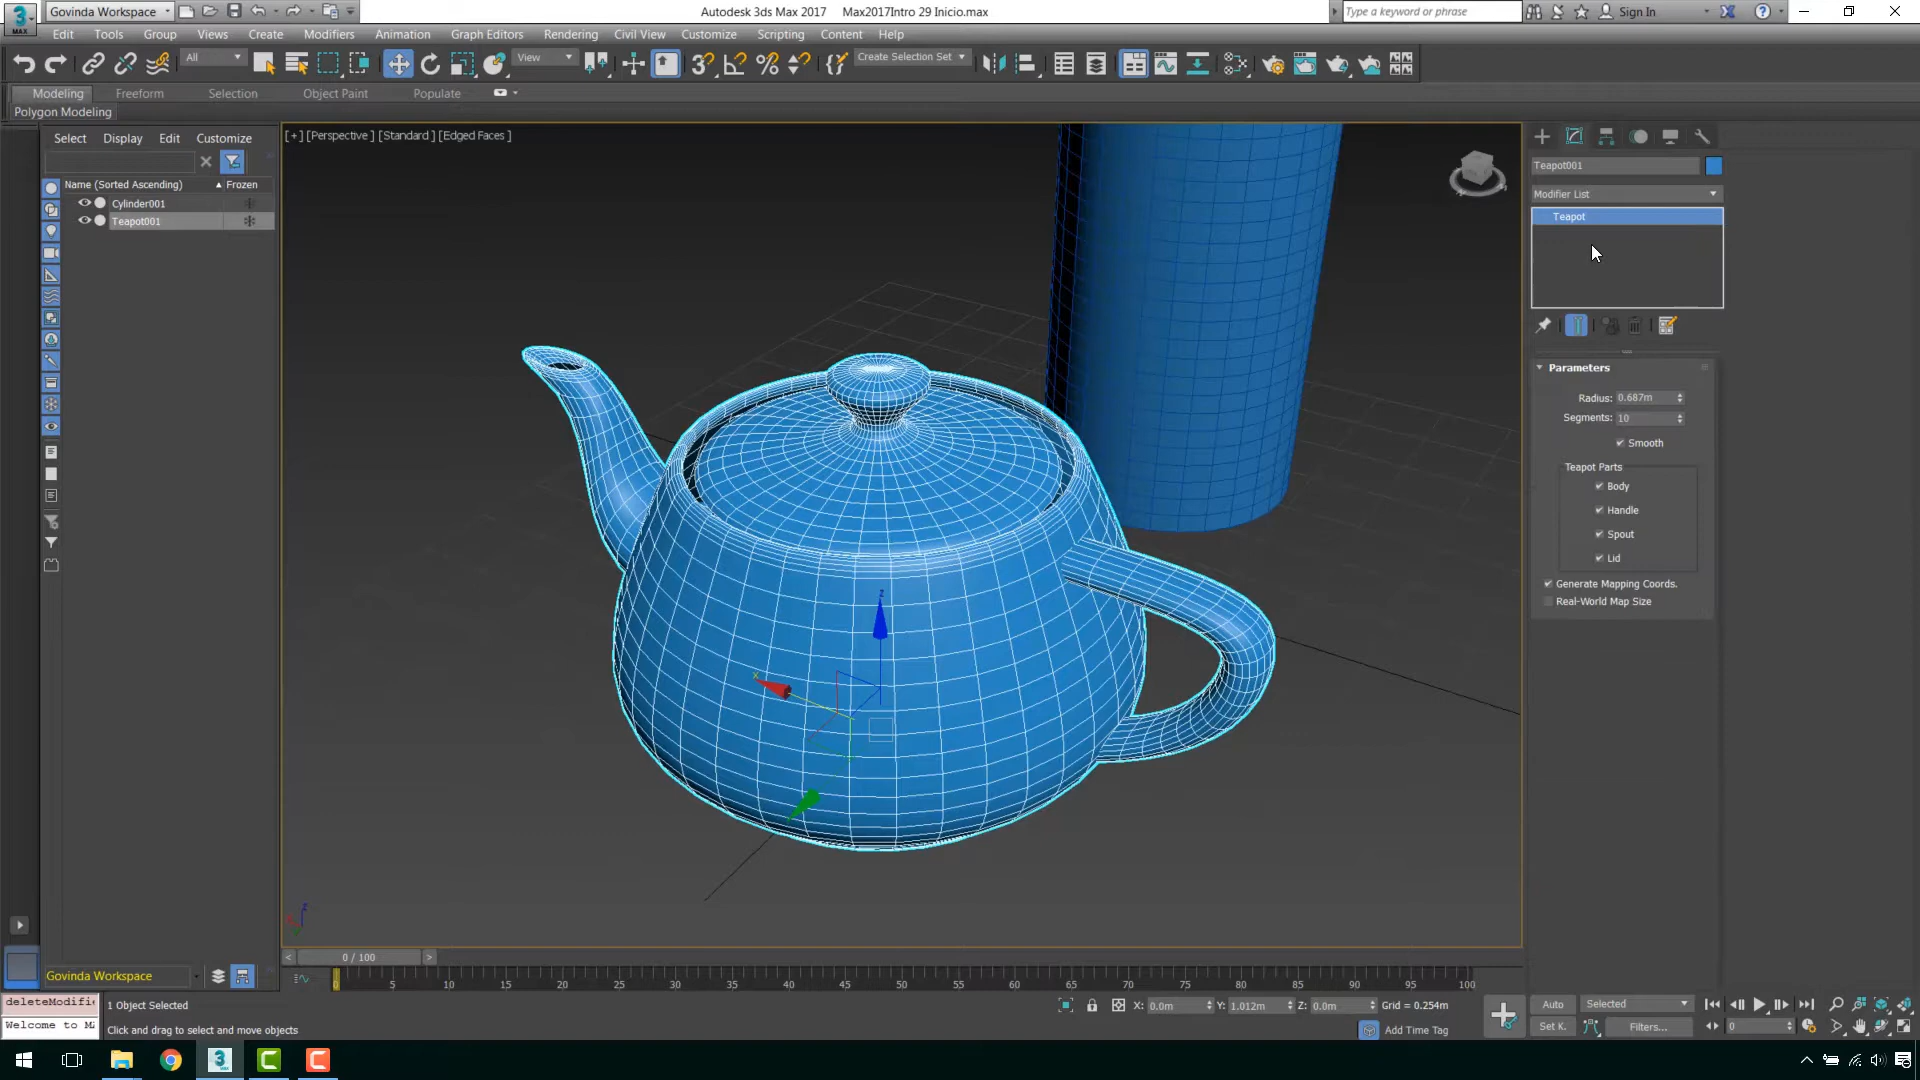 Govinda Workspace
Autodesk 3ds Max 2017 Max2017Intro 29 Inicio.max
Type a keyword or phrase
Sign In
MAX
Edit Tools Group Views Create Modifiers Animation Graph Editors Rendering Civil View Customize Scripting Content Help
All
View
Create Selection Set
Modeling Freeform Selection Object Paint Populate
Polygon Modeling
Select Display Edit Customize
Name (Sorted Ascending) Frozen
Cylinder001
Teapot001
[+] [Perspective] [Standard] [Edged Faces]
Teapot001
Modifier List
Teapot
Parameters
Radius: 0.687m
Segments: 10
Smooth
Teapot Parts
Body
Handle
Spout
Lid
Generate Mapping Coords.
Real-World Map Size
z
x
z
0 / 100
Govinda Workspace
0 5 10 15 20 25 30 35 40 45 50 55 60 65 70 75 80 85 90 95 100
deleteModifi
Welcome to M
1 Object Selected
Click and drag to select and move objects
X: 0.0m Y: 1.012m Z: 0.0m Grid = 0.254m
Add Time Tag
Auto Selected
Set K. Filters...
0